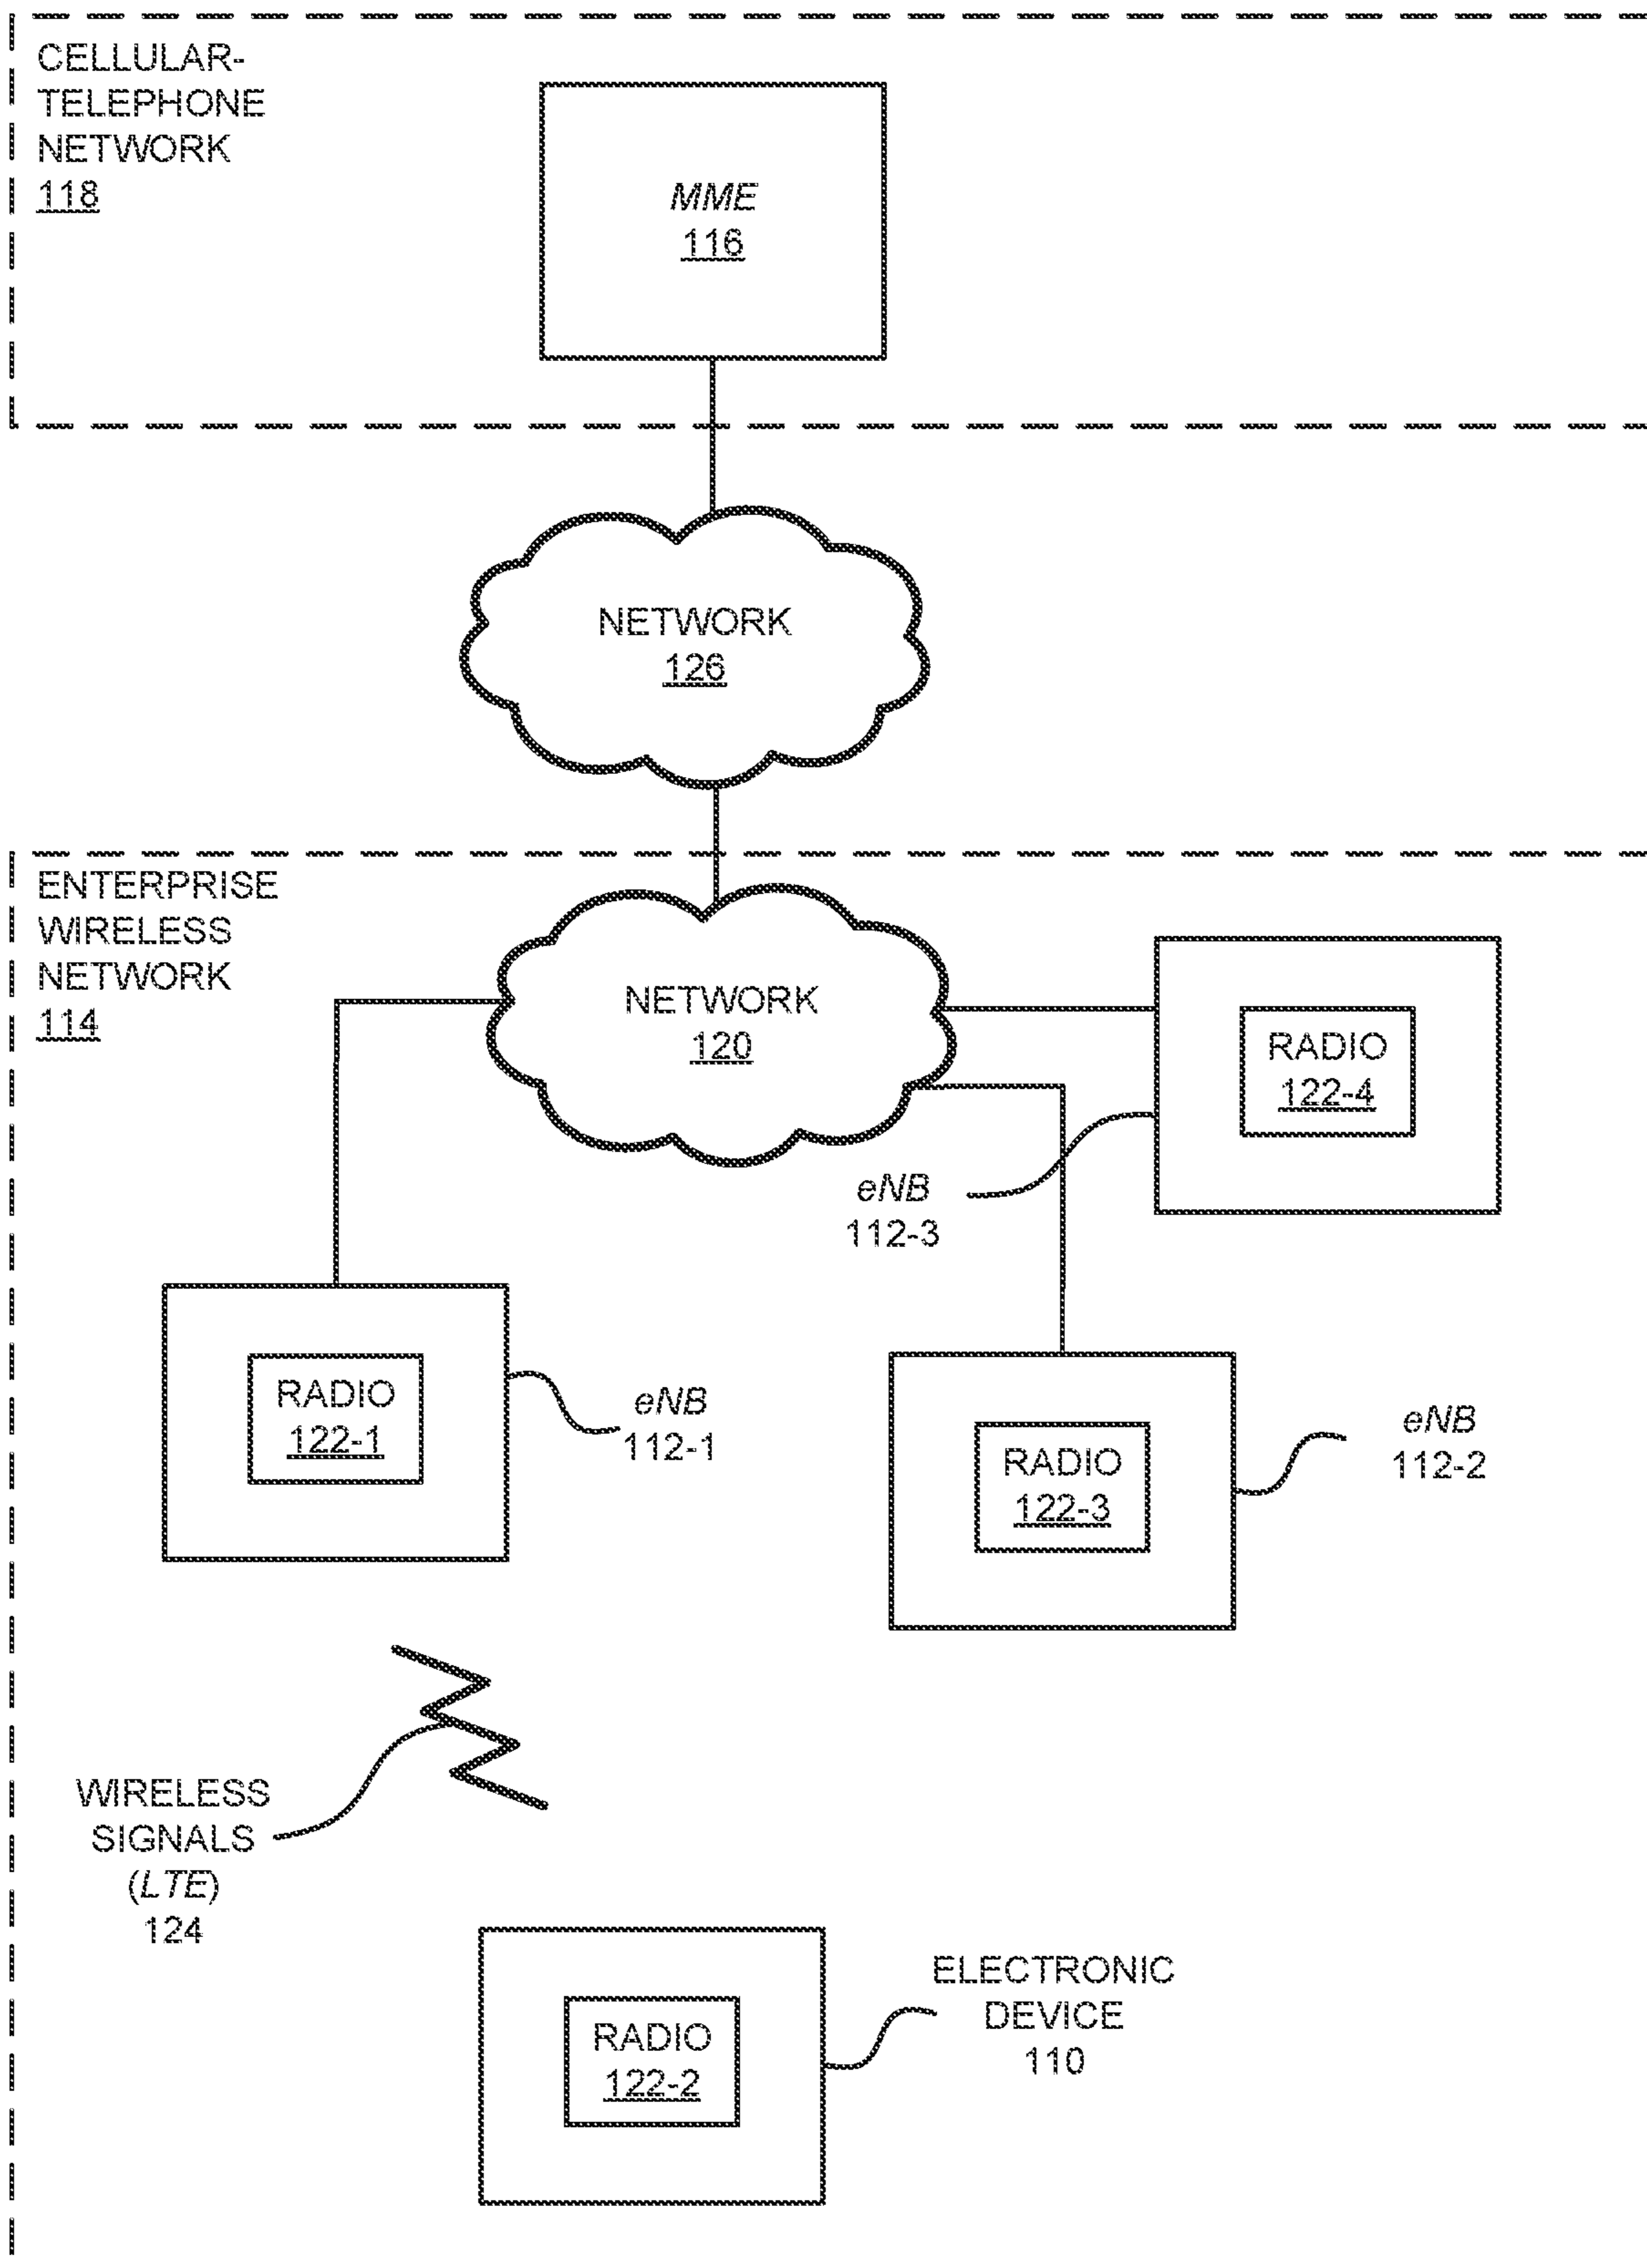 CELLULAR-
TELEPHONE
NETWORK
118
MME
116
NETWORK
126
ENTERPRISE
WIRELESS
NETWORK
114
NETWORK
120
RADIO
122-4
eNB
112-3
RADIO
122-1
eNB
112-1
RADIO
122-3
eNB
112-2
WIRELESS
SIGNALS
(LTE)
124
RADIO
122-2
ELECTRONIC
DEVICE
110